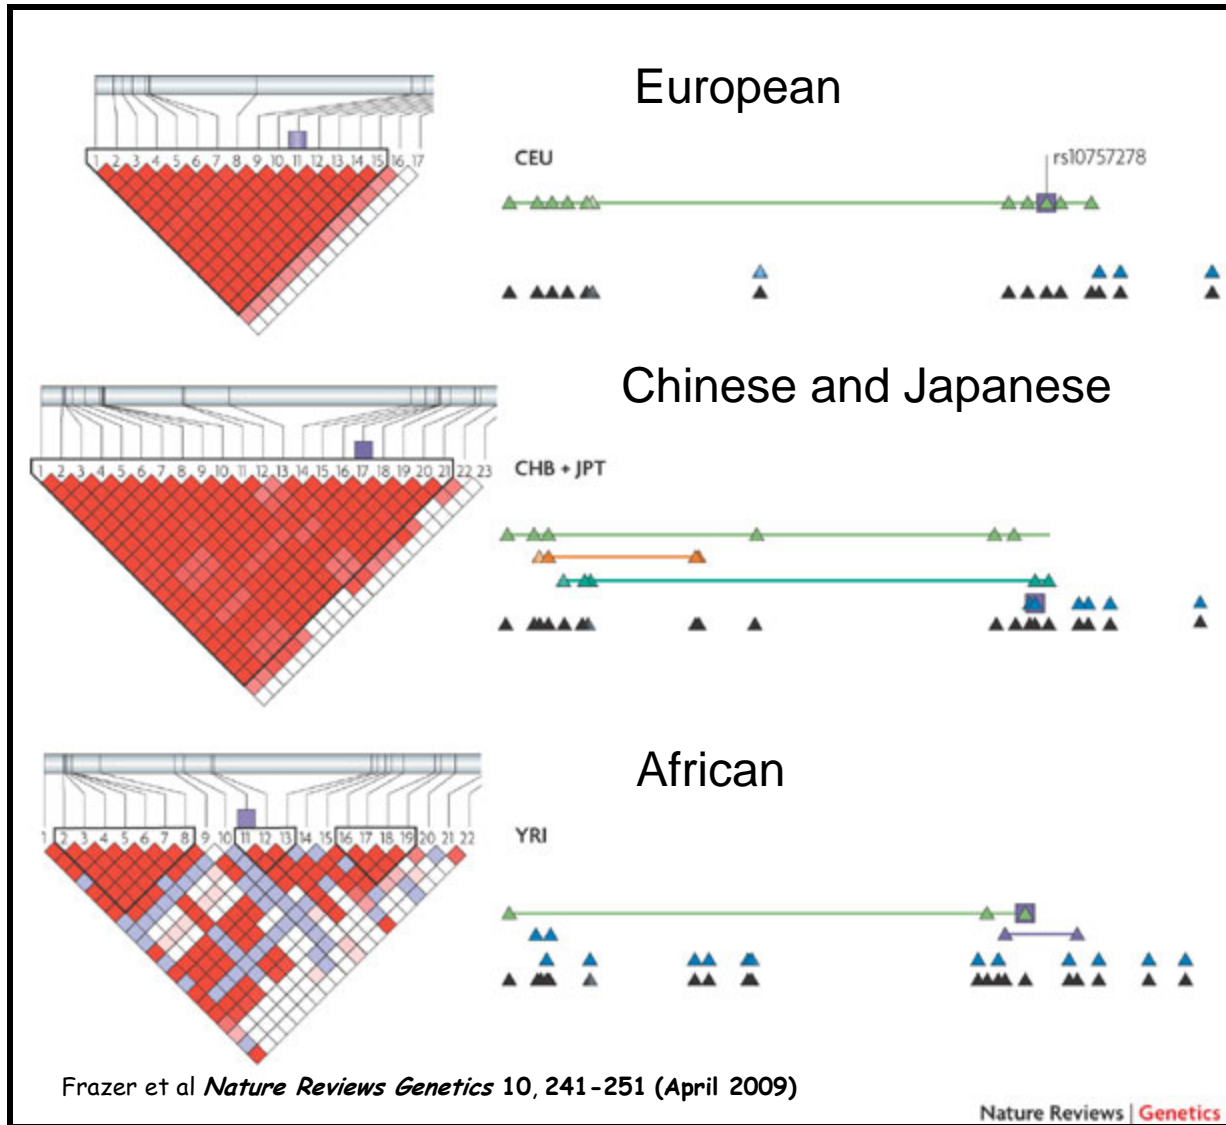 European
CEU
rs10757278
1 2 3 4 5 6 7 8 9 10 11 12 13 14 15 16 17
Chinese and Japanese
CHB + JPT
1 2 3 4 5 6 7 8 9 10 11 12 13 14 15 16 17 18 19 20 21 22 23
African
YRI
1 2 3 4 5 6 7 8 9 10 11 12 13 14 15 16 17 18 19 20 21 22
Frazer et al Nature Reviews Genetics 10, 241-251 (April 2009)
Nature Reviews | Genetics